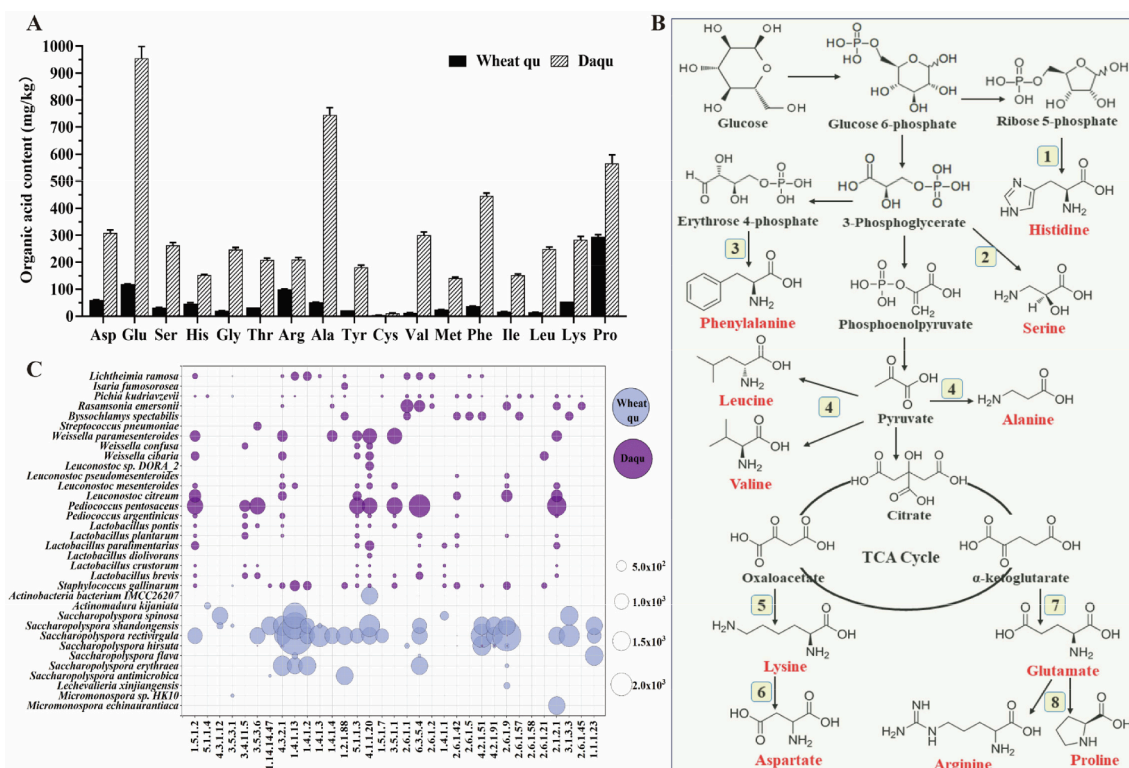 A
Organic acid content (mg/kg)
1000
900
800
700
600
500
400
300
200
100
0
Wheat qu
Daqu
Asp Glu Ser His Gly Thr Arg Ala Tyr Cys Val Met Phe Ile Leu Lys Pro
B
Glucose
Glucose 6-phosphate
Ribose 5-phosphate
1
Erythrose 4-phosphate
3-Phosphoglycerate
Histidine
3
2
Phenylalanine
Phosphoenolpyruvate
Serine
Leucine
4
Pyruvate
4
Alanine
Valine
Citrate
TCA Cycle
Oxaloacetate
α-ketoglutarate
5
7
Lysine
Glutamate
6
8
Aspartate
Arginine
Proline
C
Lichtheimia ramosa
Isaria fumosorosea
Pichia kudriavzevii
Rasamsonia emersonii
Byssochlamys spectabilis
Streptococcus pneumoniae
Weissella paramesenteroides
Weissella confusa
Weissella cibaria
Leuconostoc sp. DORA_2
Leuconostoc pseudomesenteroides
Leuconostoc mesenteroides
Leuconostoc citreum
Pediococcus pentosaceus
Pediococcus argentinicus
Lactobacillus pontis
Lactobacillus plantarum
Lactobacillus paralimentarius
Lactobacillus diolivorans
Lactobacillus crustorum
Lactobacillus brevis
Staphylococcus gallinarum
Actinobacteria bacterium IMCC26207
Actinomadura kijaniata
Saccharopolyspora spinosa
Saccharopolyspora shandongensis
Saccharopolyspora rectivirgula
Saccharopolyspora hirsuta
Saccharopolyspora flava
Saccharopolyspora erythraea
Saccharopolyspora antimicrobica
Lechevalieria xinjiangensis
Micromonospora sp. HK10
Micromonospora echinaurantiaca
Wheat
qu
Daqu
5.0x10²
1.0x10³
1.5x10³
2.0x10³
1.5.1.2
5.1.1.4
4.3.1.12
3.5.3.1
3.4.11.5
3.5.3.6
1.14.14.47
4.3.2.1
1.4.1.13
1.4.1.2
1.4.1.3
1.4.1.4
1.2.1.88
5.1.1.3
4.1.1.20
3.5.1.1
2.6.1.1
6.3.5.4
2.6.1.2
1.4.1.1
2.6.1.42
1.5.1.7
4.2.1.51
4.2.1.91
2.6.1.9
2.6.1.57
2.6.1.58
2.6.1.21
2.1.2.1
3.1.3.3
2.6.1.45
1.1.1.23